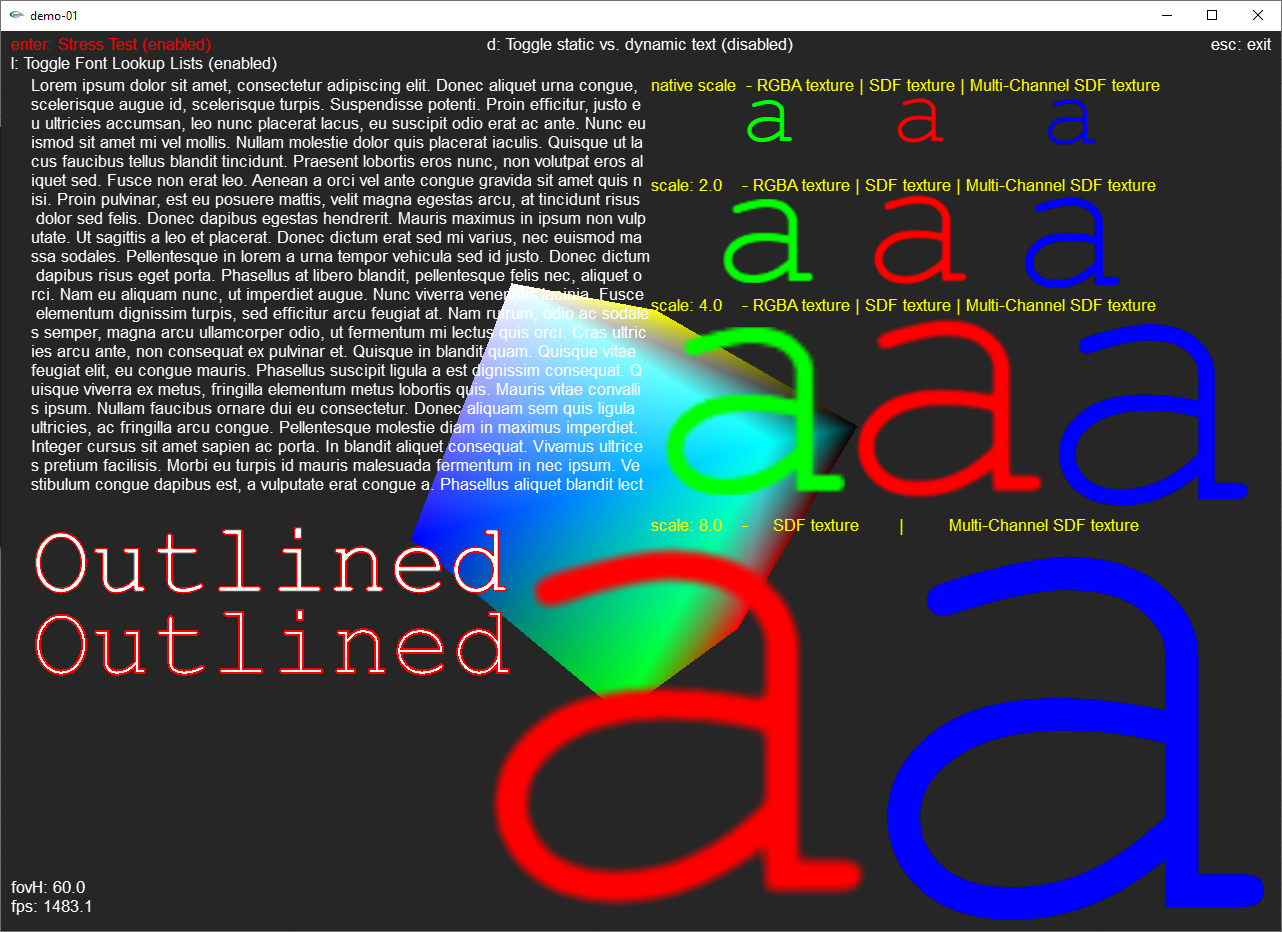 demo-01
enter: Stress Test (enabled)
d: Toggle static vs. dynamic text (disabled)
esc: exit
l: Toggle Font Lookup Lists (enabled)
Lorem ipsum dolor sit amet, consectetur adipiscing elit. Donec aliquet urna congue,
scelerisque augue id, scelerisque turpis. Suspendisse potenti. Proin efficitur, justo e
u ultricies accumsan, leo nunc placerat lacus, eu suscipit odio erat ac ante. Nunc eu
ismod sit amet mi vel mollis. Nullam molestie dolor quis placerat iaculis. Quisque ut la
cus faucibus tellus blandit tincidunt. Praesent lobortis eros nunc, non volutpat eros al
iquet sed. Fusce non erat leo. Aenean a orci vel ante congue gravida sit amet quis n
isi. Proin pulvinar, est eu posuere mattis, velit magna egestas arcu, at tincidunt risus
dolor sed felis. Donec dapibus egestas hendrerit. Mauris maximus in ipsum non vulp
utate. Ut sagittis a leo et placerat. Donec dictum erat sed mi varius, nec euismod ma
ssa sodales. Pellentesque in lorem a urna tempor vehicula sed id justo. Donec dictum
dapibus risus eget porta. Phasellus at libero blandit, pellentesque felis nec, aliquet o
rci. Nam eu aliquam nunc, ut imperdiet augue. Nunc viverra venenatis lacinia. Fusce
elementum dignissim turpis, sed efficitur arcu feugiat at. Nam rutrum, odio ac sodale
s semper, magna arcu ullamcorper odio, ut fermentum mi lectus quis orci. Cras ultric
ies arcu ante, non consequat ex pulvinar et. Quisque in blandit quam. Quisque vitae
feugiat elit, eu congue mauris. Phasellus suscipit ligula a est dignissim consequat. Q
uisque viverra ex metus, fringilla elementum metus lobortis quis. Mauris vitae convalli
s ipsum. Nullam faucibus ornare dui eu consectetur. Donec aliquam sem quis ligula
ultricies, ac fringilla arcu congue. Pellentesque molestie diam in maximus imperdiet.
Integer cursus sit amet sapien ac porta. In blandit aliquet consequat. Vivamus ultrice
s pretium facilisis. Morbi eu turpis id mauris malesuada fermentum in nec ipsum. Ve
stibulum congue dapibus est, a vulputate erat congue a. Phasellus aliquet blandit lect
native scale - RGBA texture | SDF texture | Multi-Channel SDF texture
a a a
scale: 2.0 - RGBA texture | SDF texture | Multi-Channel SDF texture
a a a
scale: 4.0 - RGBA texture | SDF texture | Multi-Channel SDF texture
a a a
scale: 8.0 - SDF texture | Multi-Channel SDF texture
a a
Outlined
Outlined
fovH: 60.0
fps: 1483.1